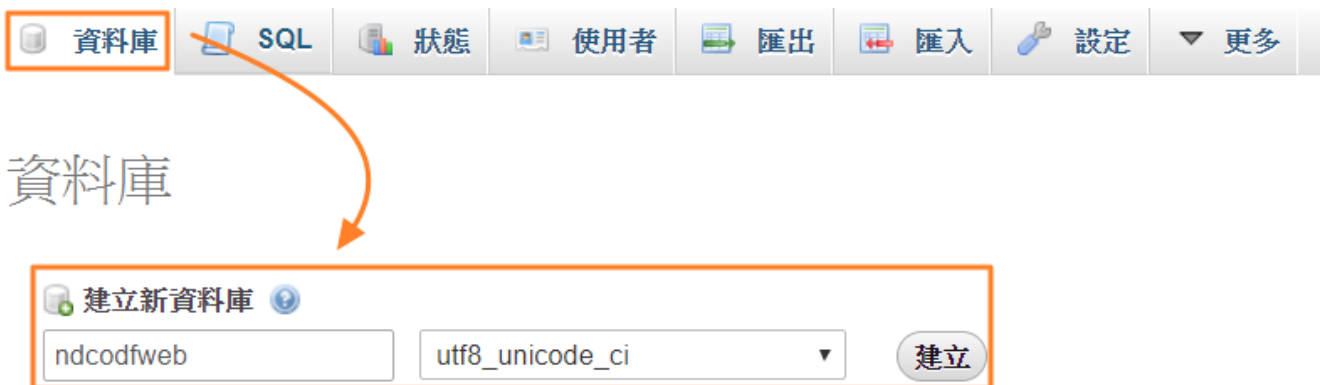 資料庫 SQL 狀態 使用者 匯出 匯入 設定 更多
資料庫
建立新資料庫
ndcodfweb utf8_unicode_ci 建立